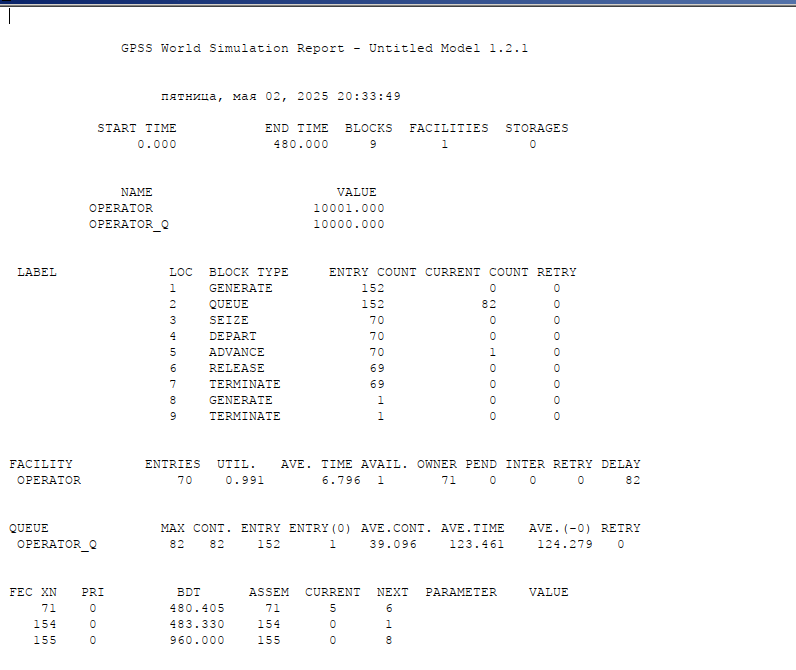 GPSS World Simulation Report - Untitled Model 1.2.1
пятница, мая 02, 2025 20:33:49
START TIME END TIME BLOCKS FACILITIES STORAGES
0.000 480.000 9 1 0
NAME VALUE
OPERATOR 10001.000
OPERATOR_Q 10000.000
LABEL LOC BLOCK TYPE ENTRY COUNT CURRENT COUNT RETRY
1 GENERATE 152 0 0
2 QUEUE 152 82 0
3 SEIZE 70 0 0
4 DEPART 70 0 0
5 ADVANCE 70 1 0
6 RELEASE 69 0 0
7 TERMINATE 69 0 0
8 GENERATE 1 0 0
9 TERMINATE 1 0 0
FACILITY ENTRIES UTIL. AVE. TIME AVAIL. OWNER PEND INTER RETRY DELAY
OPERATOR 70 0.991 6.796 1 71 0 0 0 82
QUEUE MAX CONT. ENTRY ENTRY(0) AVE.CONT. AVE.TIME AVE.(-0) RETRY
OPERATOR_Q 82 82 152 1 39.096 123.461 124.279 0
FEC XN PRI BDT ASSEM CURRENT NEXT PARAMETER VALUE
71 0 480.405 71 5 6
154 0 483.330 154 0 1
155 0 960.000 155 0 8